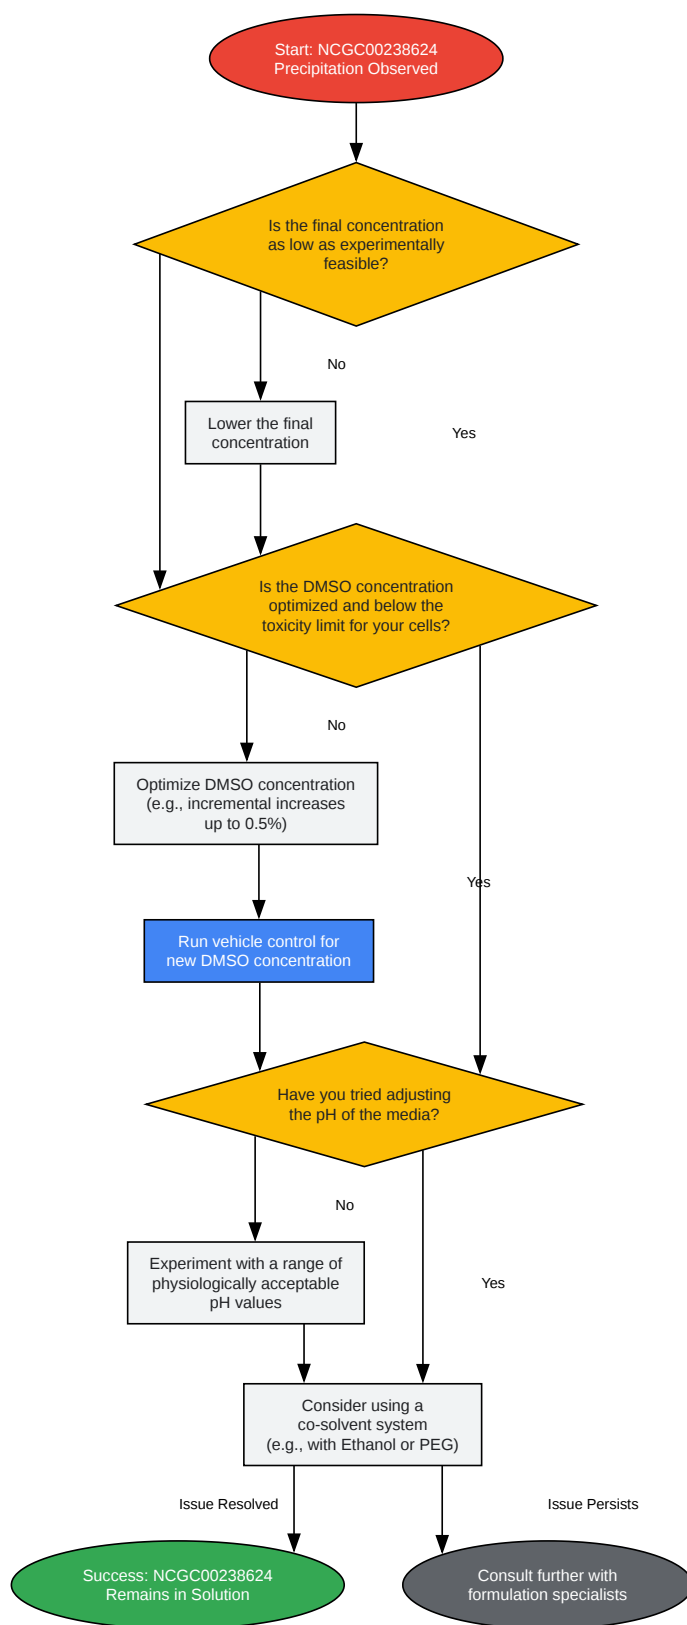 Start: NCGC00238624
Precipitation Observed
Is the final concentration
as low as experimentally
feasible?
No
Lower the final
concentration
Yes
Is the DMSO concentration
optimized and below the
toxicity limit for your cells?
No
Optimize DMSO concentration
(e.g., incremental increases
up to 0.5%)
Yes
Run vehicle control for
new DMSO concentration
Have you tried adjusting
the pH of the media?
No
Experiment with a range of
physiologically acceptable
pH values
Yes
Consider using a
co-solvent system
(e.g., with Ethanol or PEG)
Issue Resolved
Issue Persists
Success: NCGC00238624
Remains in Solution
Consult further with
formulation specialists